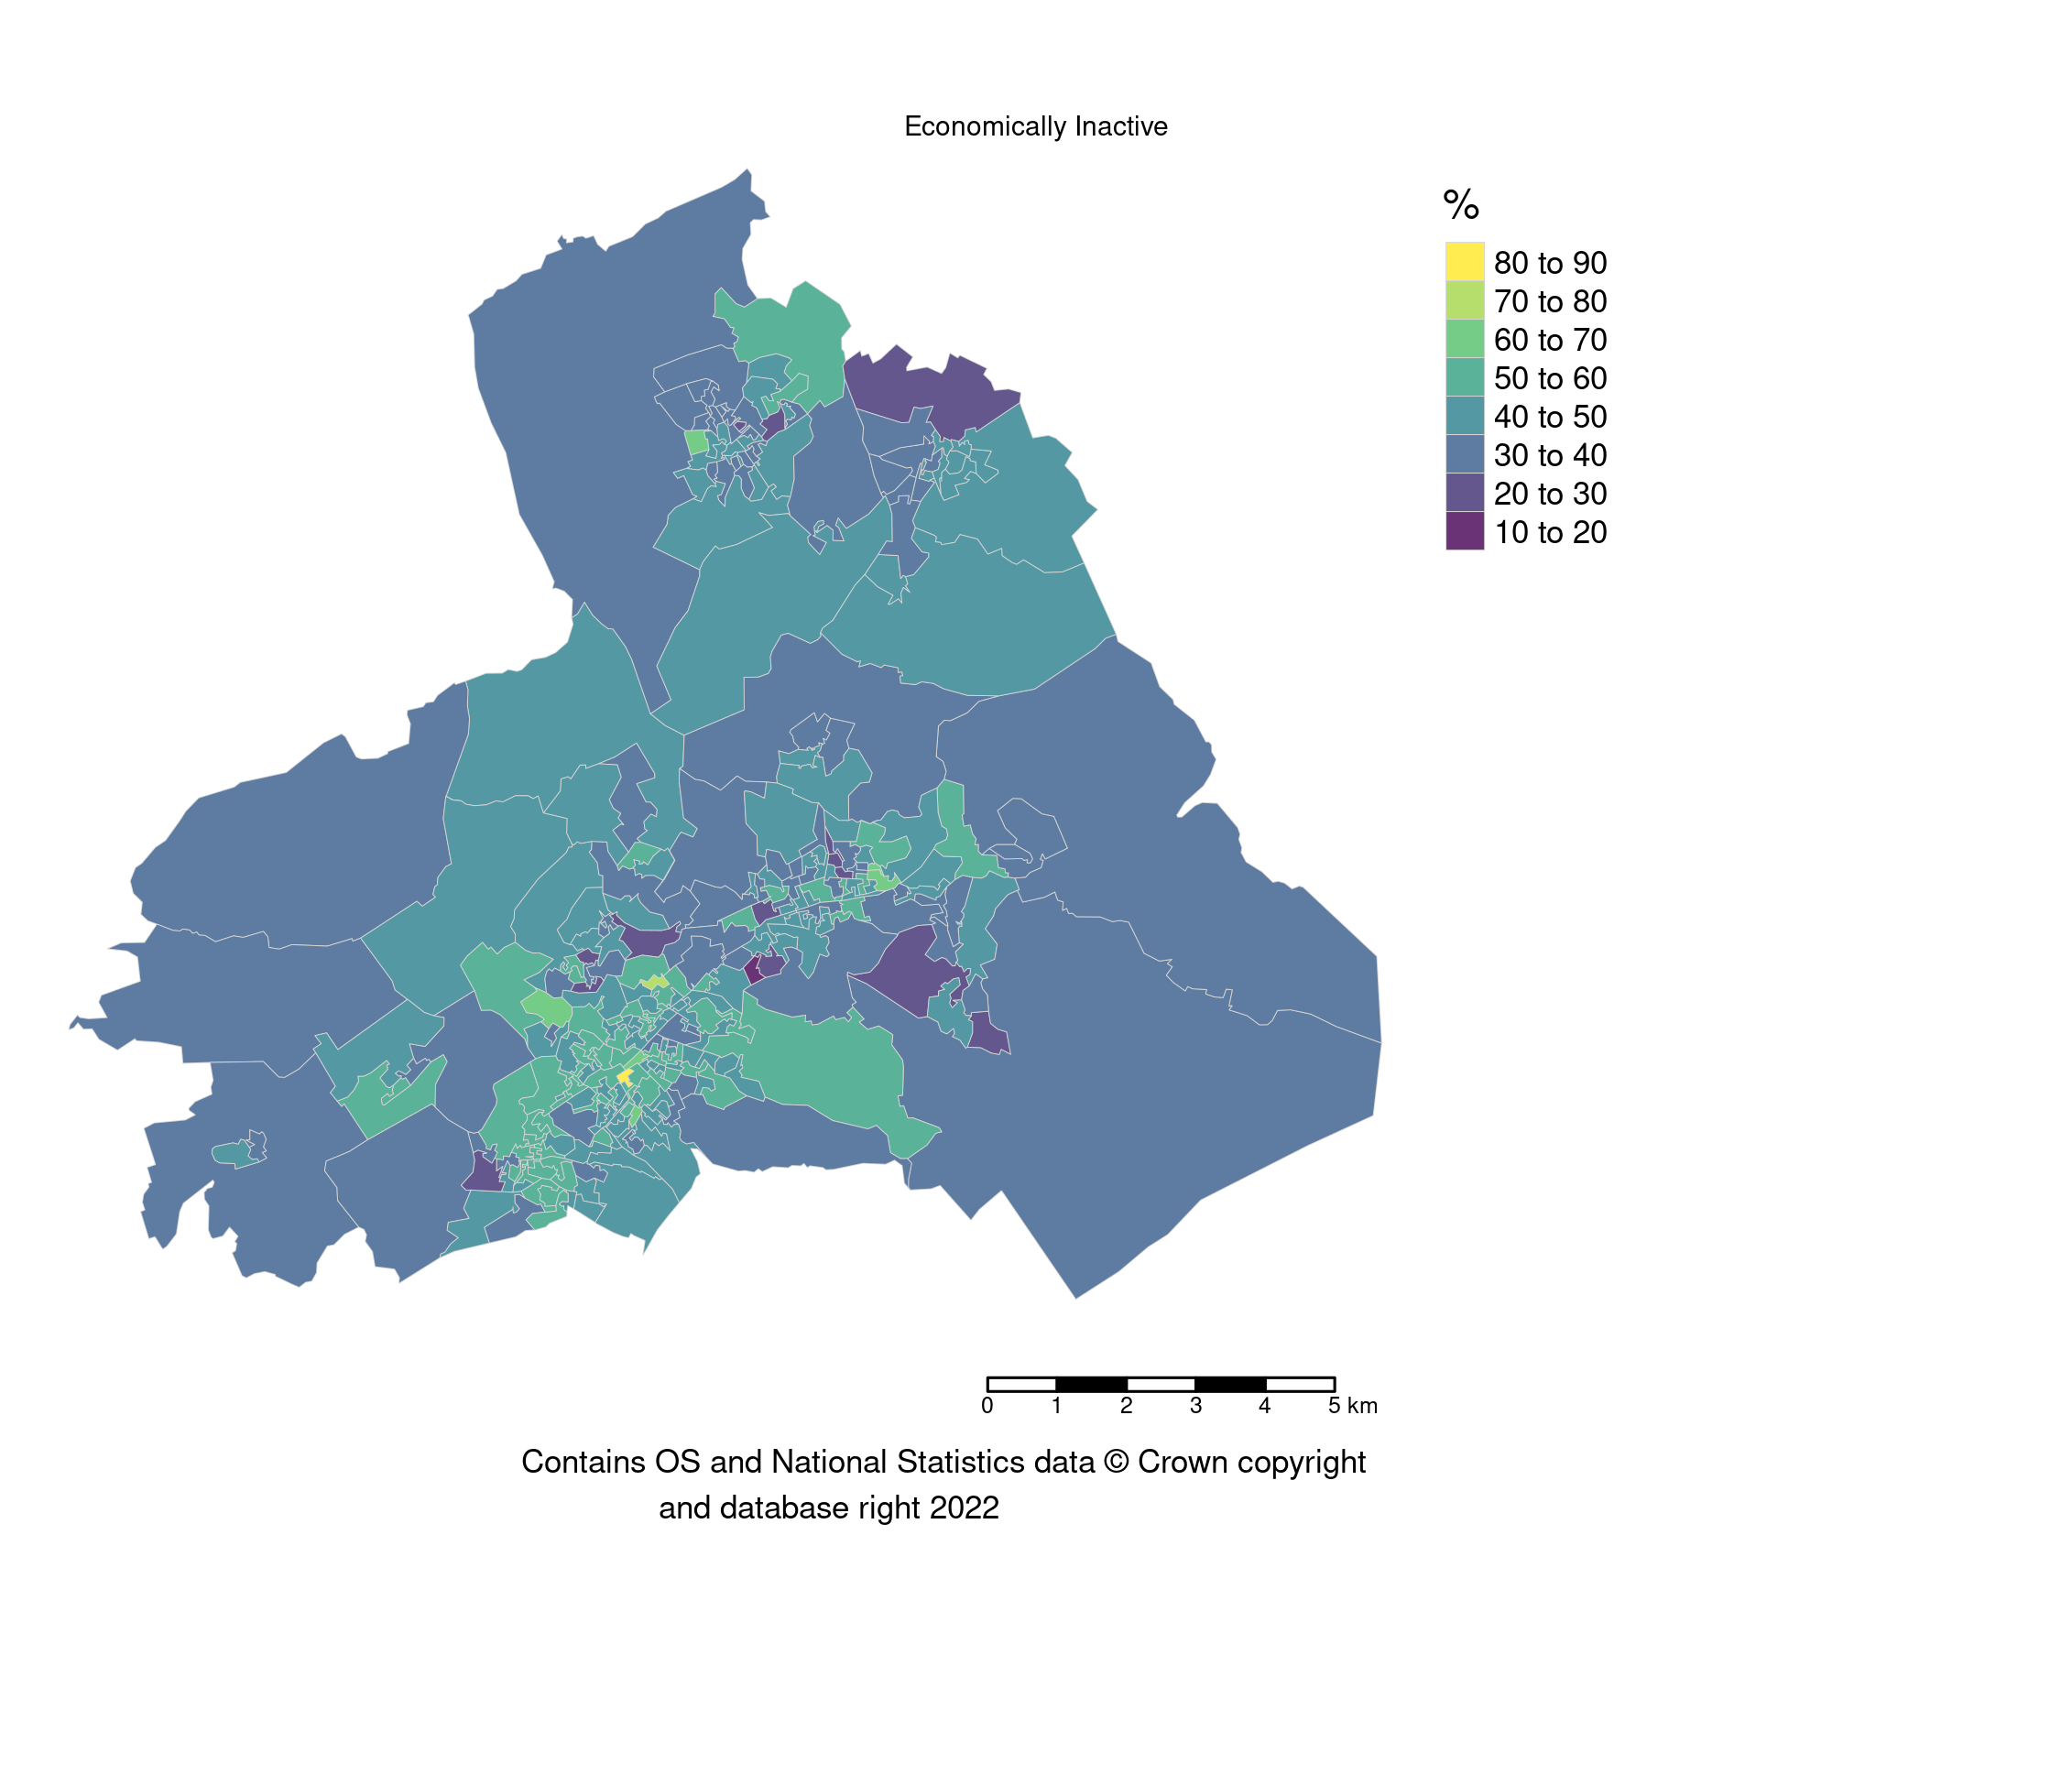 Economically Inactive
%
80 to 90
70 to 80
60 to 70
50 to 60
40 to 50
30 to 40
20 to 30
10 to 20
0 1 2 3 4 5 km
Contains OS and National Statistics data © Crown copyright
and database right 2022